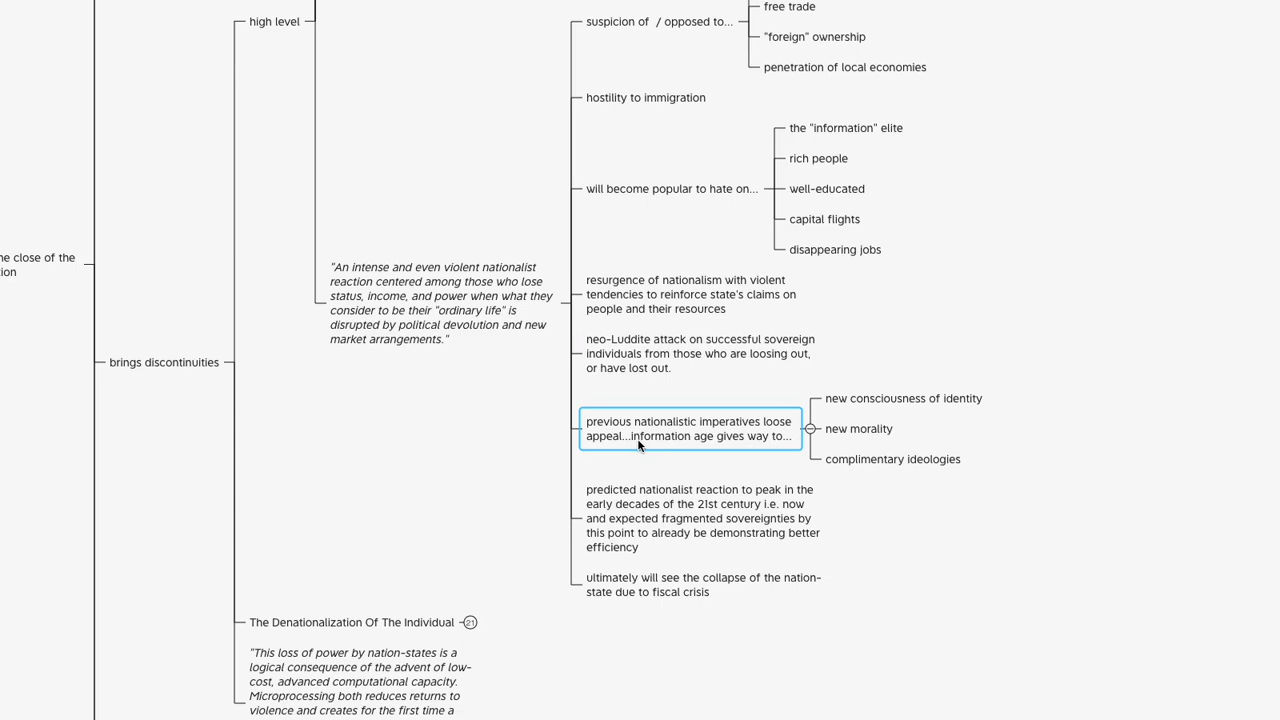 high level
suspicion of  / opposed to...
free trade
"foreign" ownership
penetration of local economies
hostility to immigration
will become popular to hate on...
the "information" elite
rich people
well-educated
capital flights
disappearing jobs
he close of the
ion
brings discontinuities
"An intense and even violent nationalist
reaction centered among those who lose
status, income, and power when what they
consider to be their "ordinary life" is
disrupted by political devolution and new
market arrangements."
resurgence of nationalism with violent
tendencies to reinforce state's claims on
people and their resources
neo-Luddite attack on successful sovereign
individuals from those who are loosing out,
or have lost out.
previous nationalistic imperatives loose
appeal...information age gives way to...
new consciousness of identity
new morality
complimentary ideologies
predicted nationalist reaction to peak in the
early decades of the 21st century i.e. now
and expected fragmented sovereignties by
this point to already be demonstrating better
efficiency
ultimately will see the collapse of the nation-
state due to fiscal crisis
The Denationalization Of The Individual 21
"This loss of power by nation-states is a
logical consequence of the advent of low-
cost, advanced computational capacity.
Microprocessing both reduces returns to
violence and creates for the first time a